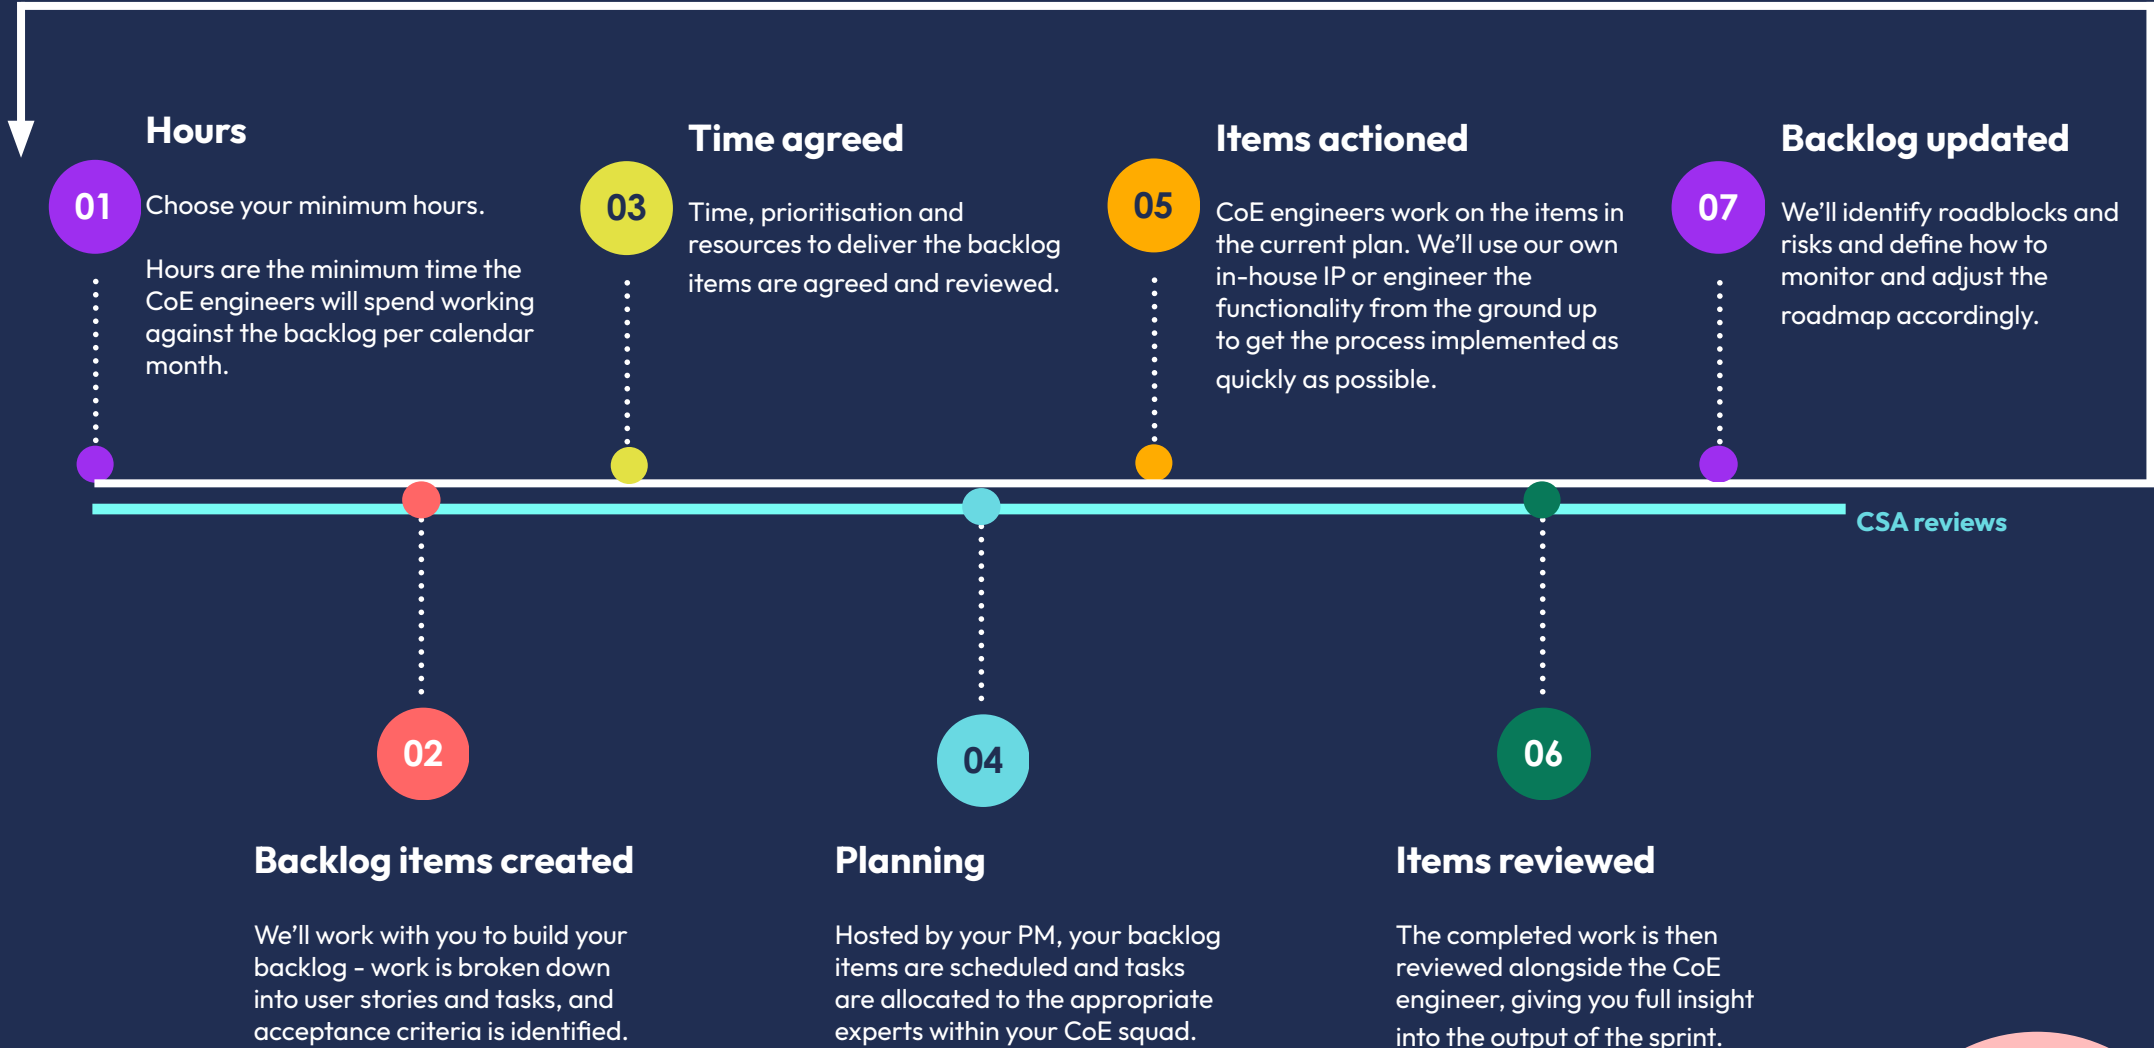 Hours
01
Choose your minimum hours.
Hours are the minimum time the
CoE engineers will spend working
against the backlog per calendar
month.
Time agreed
03
Time, prioritisation and
resources to deliver the backlog
items are agreed and reviewed.
Items actioned
05
CoE engineers work on the items in
the current plan. We’ll use our own
in-house IP or engineer the
functionality from the ground up
to get the process implemented as
quickly as possible.
Backlog updated
07
We’ll identify roadblocks and
risks and define how to
monitor and adjust the
roadmap accordingly.
CSA reviews
02
Backlog items created
We’ll work with you to build your
backlog - work is broken down
into user stories and tasks, and
acceptance criteria is identified.
04
Planning
Hosted by your PM, your backlog
items are scheduled and tasks
are allocated to the appropriate
experts within your CoE squad.
06
Items reviewed
The completed work is then
reviewed alongside the CoE
engineer, giving you full insight
into the output of the sprint.